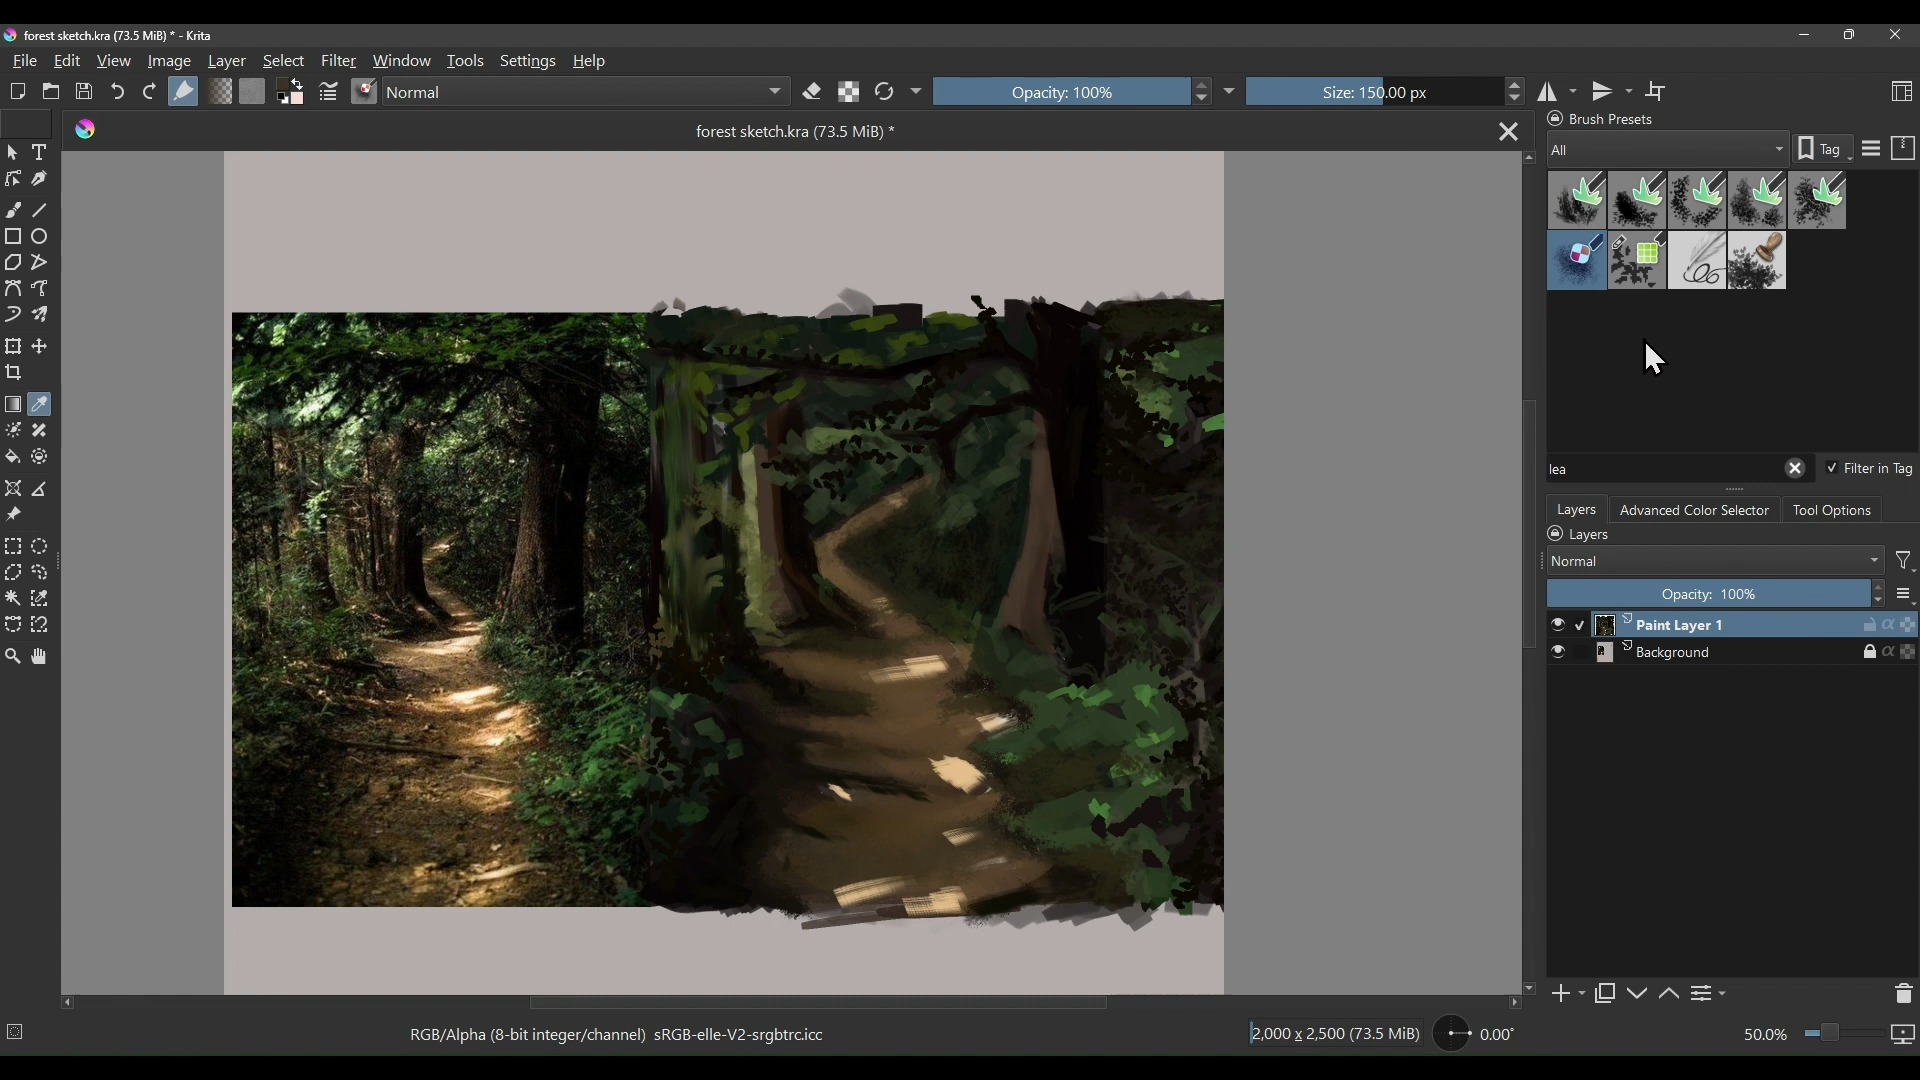 forest sketch.kra (73.5 MiB) * - Krita
File Edit View Image Layer Select Filter Window Tools Settings Help
Normal Opacity: 100% Size: 150.00 px
forest sketch.kra (73.5 MiB) *
Brush Presets
All Tag
lea Filter in Tag
Layers Advanced Color Selector Tool Options
Layers
Normal
Opacity: 100%
Paint Layer 1
Background
RGB/Alpha (8-bit integer/channel) sRGB-elle-V2-srgbtrc.icc 2,000 x 2,500 (73.5 MiB) 0.00° 50.0%